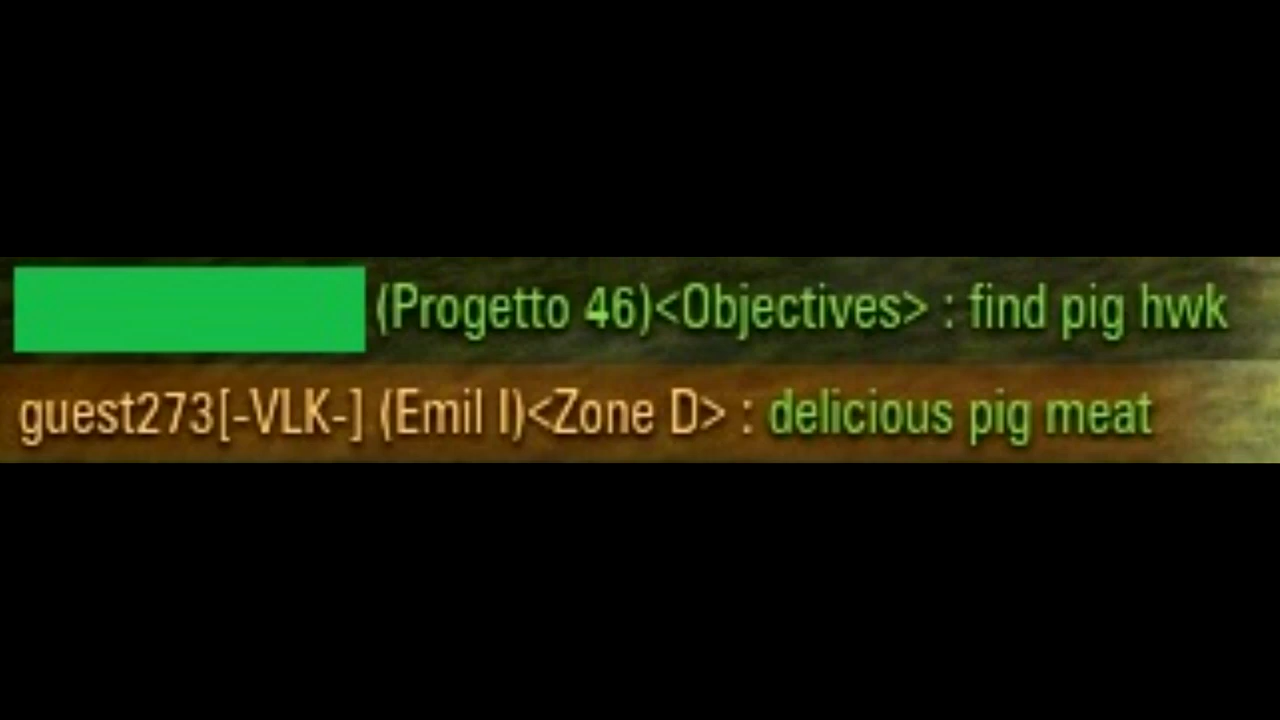 (Progetto 46)<Objectives> : find pig hwk
guest273[-VLK-] (Emil I)<Zone D> : delicious pig meat